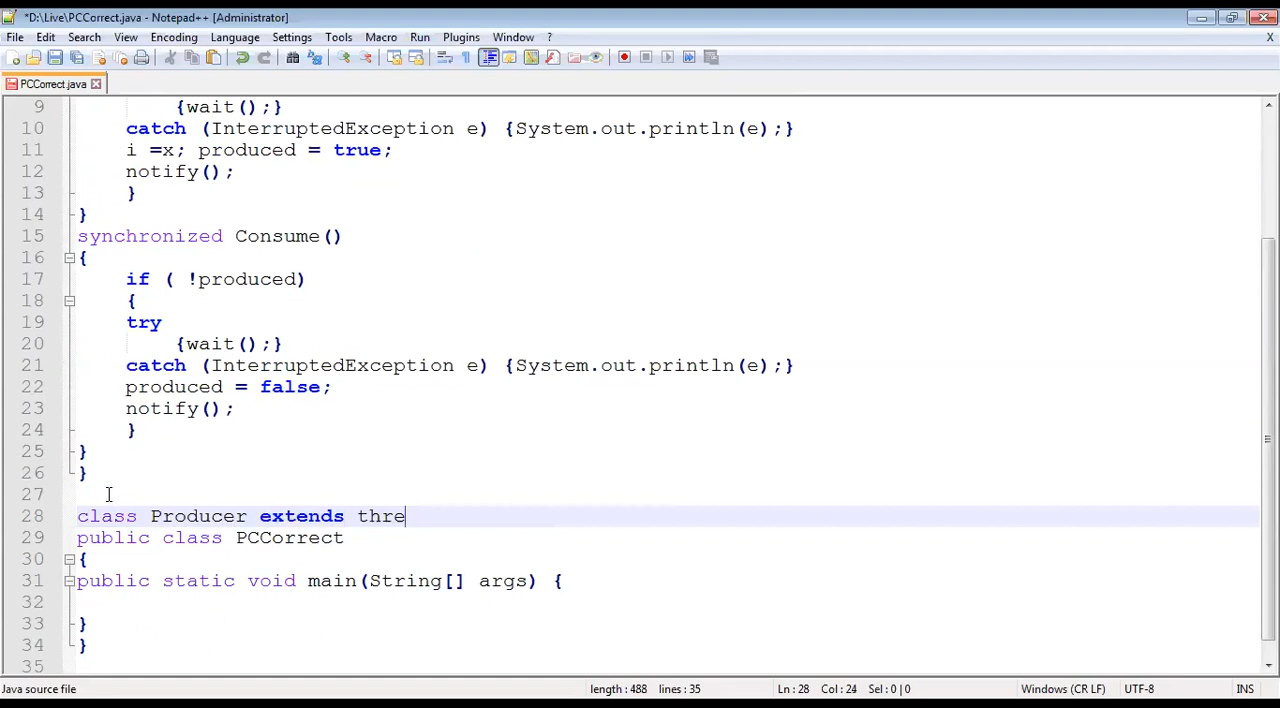 *D:\Live\PCCorrect.java - Notepad++ [Administrator]
File Edit Search View Encoding Language Settings Tools Macro Run Plugins Window ? X
PCCorrect.java
9 {wait();}
10 catch (InterruptedException e) {System.out.println(e);}
11 i =x; produced = true;
12 notify();
13 }
14 }
15 synchronized Consume()
16 {
17 if ( !produced)
18 {
19 try
20 {wait();}
21 catch (InterruptedException e) {System.out.println(e);}
22 produced = false;
23 notify();
24 }
25 }
26 }
27
28 class Producer extends thre
29 public class PCCorrect
30 {
31 public static void main(String[] args) {
32
33 }
34 }
35
Java source file length : 488 lines : 35 Ln : 28 Col : 24 Sel : 0 | 0 Windows (CR LF) UTF-8 INS